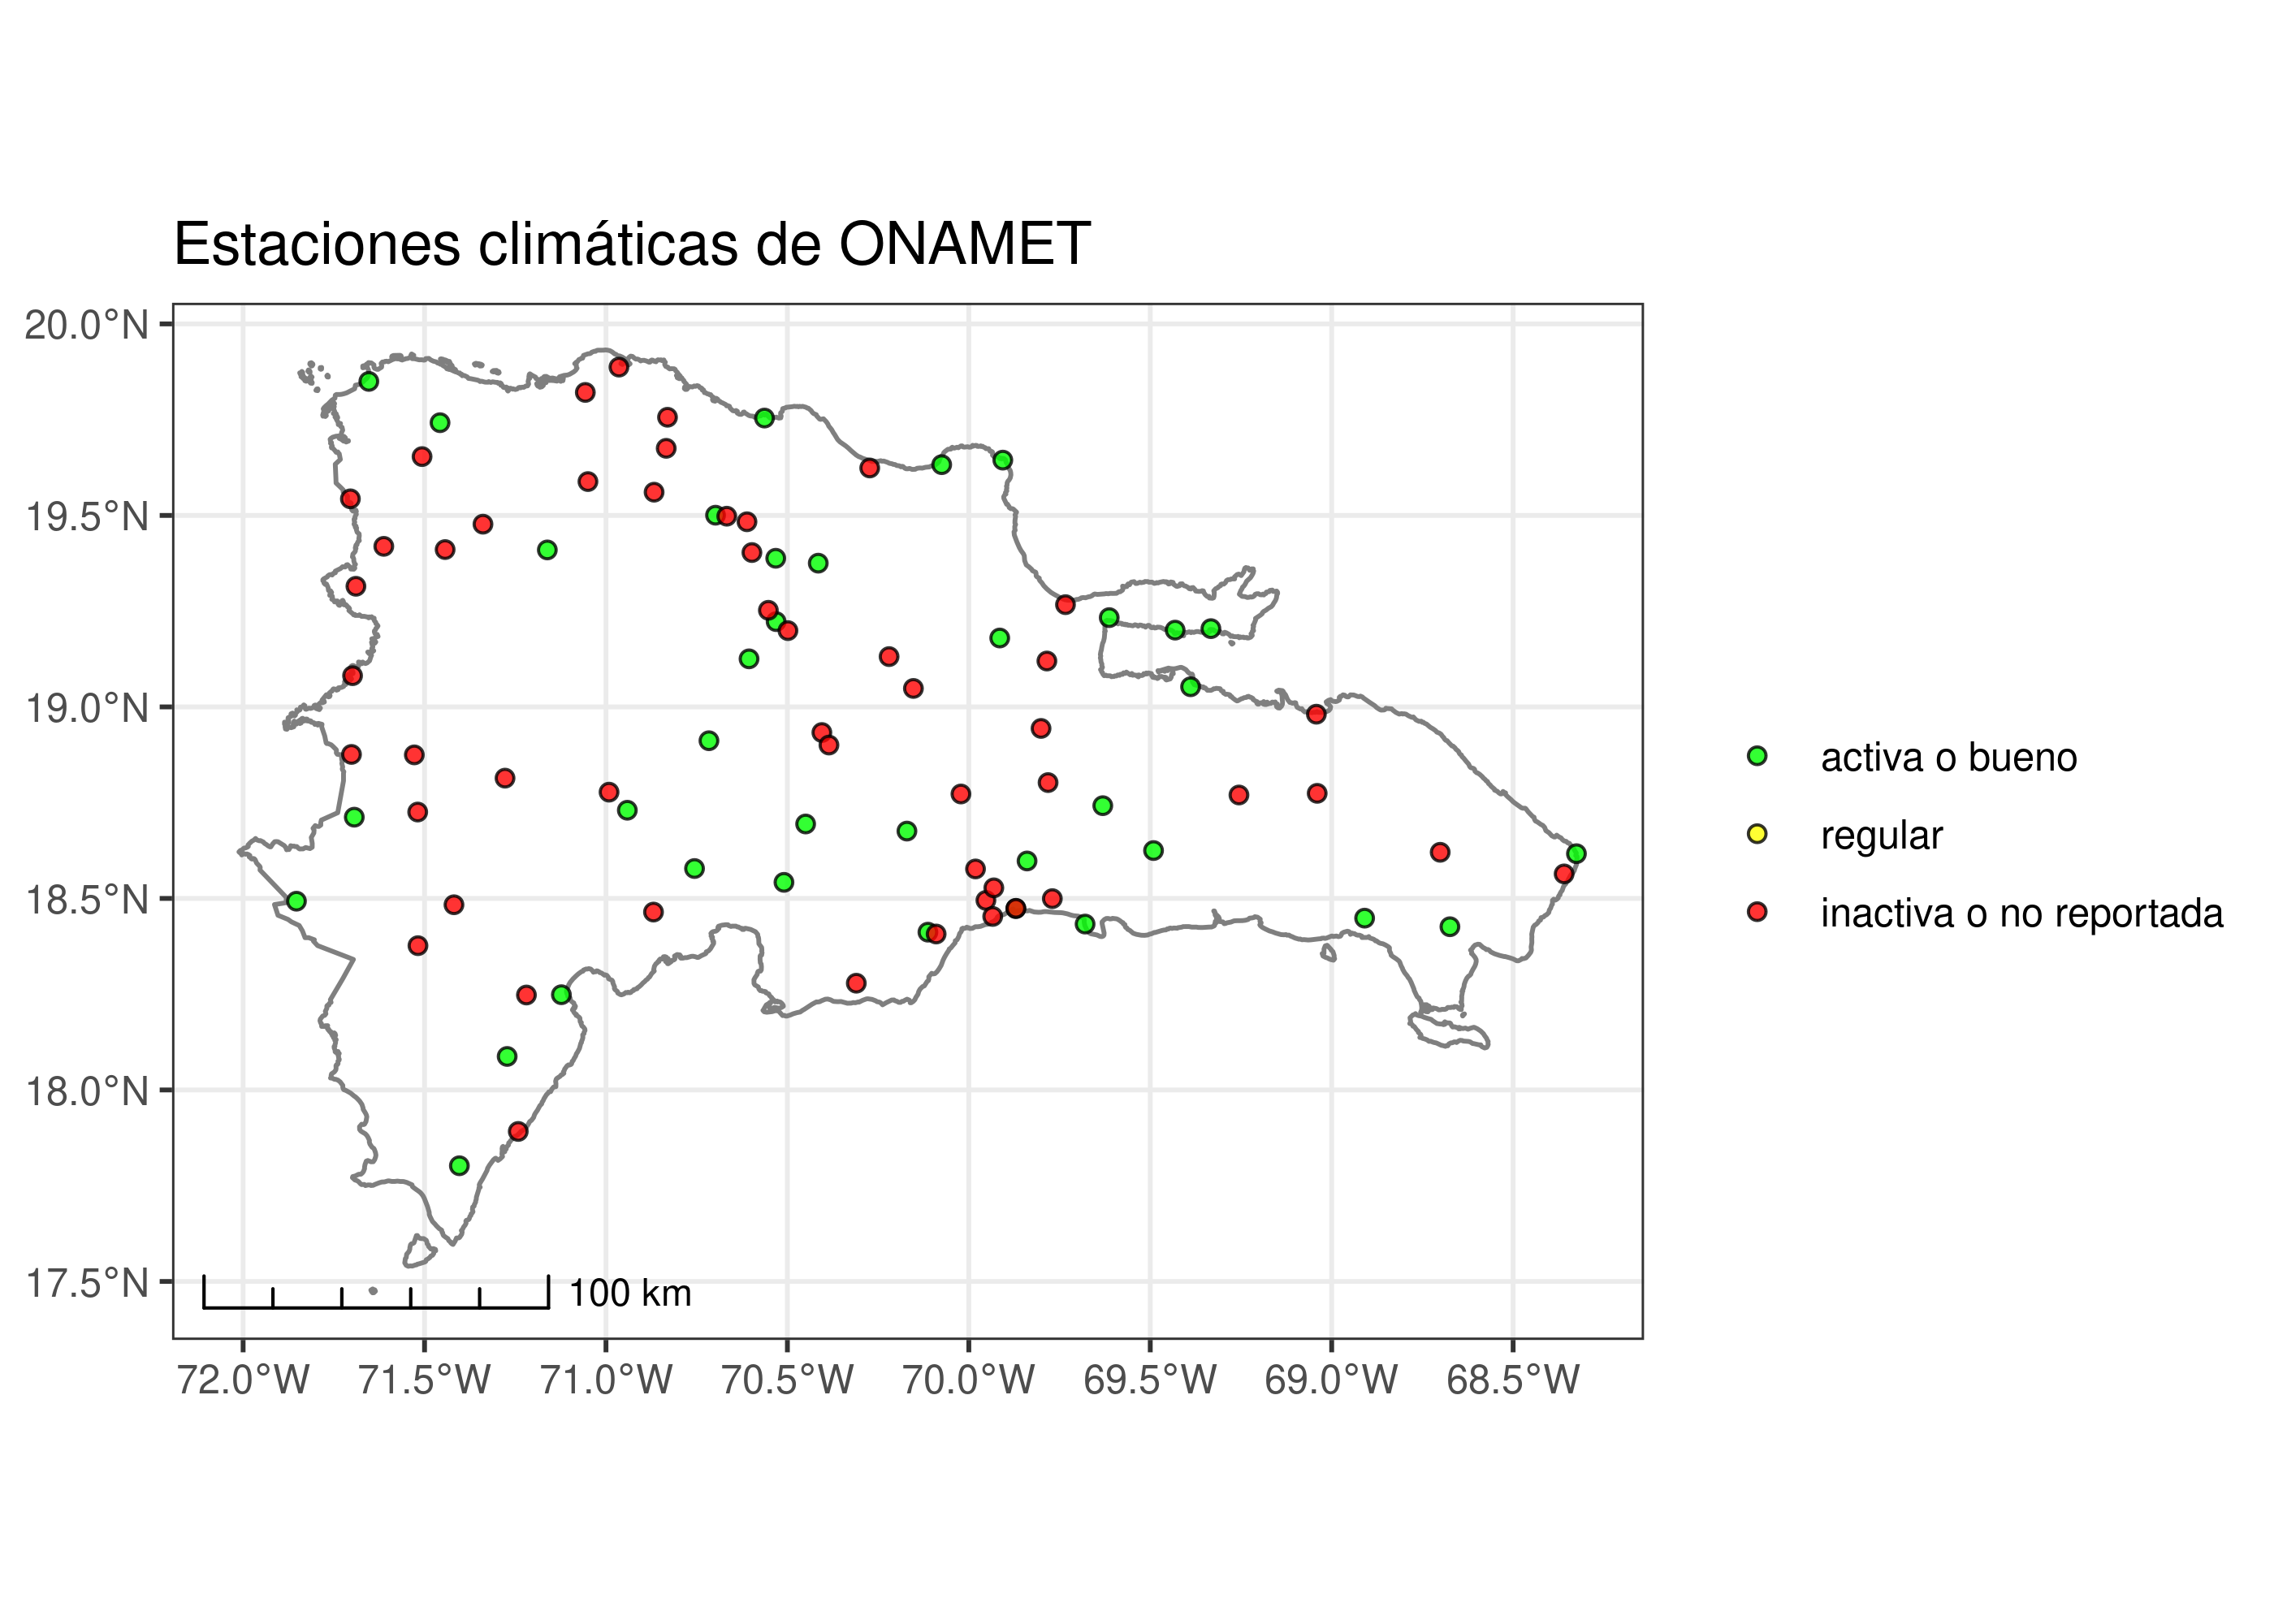 Estaciones climáticas de ONAMET
20.0°N
19.5°N
19.0°N
18.5°N
18.0°N
17.5°N
100 km
72.0°W 71.5°W 71.0°W 70.5°W 70.0°W 69.5°W 69.0°W 68.5°W
activa o bueno
regular
inactiva o no reportada